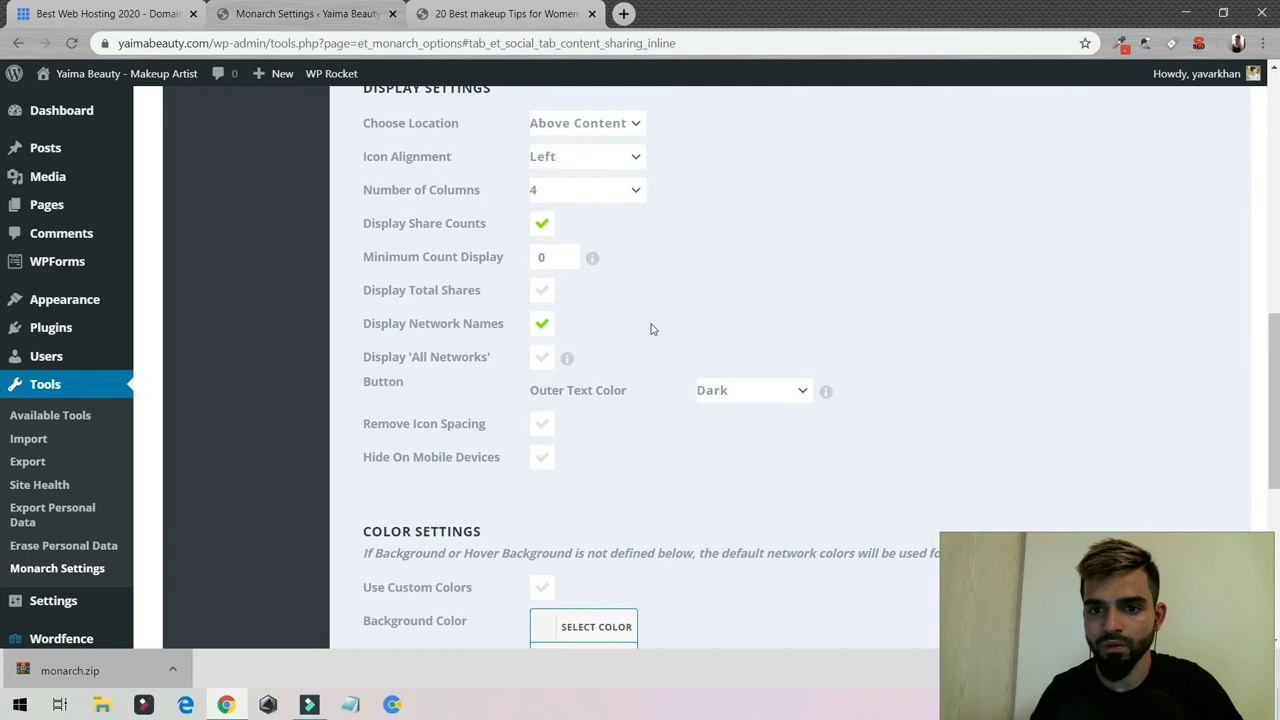 Best Web Hosting 2020 - Domain
Monarch Settings ‹ Yaima Beauty
20 Best makeup Tips for Women
yaimabeauty.com/wp-admin/tools.php?page=et_monarch_options#tab_et_social_tab_content_sharing_inline
Yaima Beauty - Makeup Artist
0
New
WP Rocket
Howdy, yavarkhan
Dashboard
Posts
Media
Pages
Comments
WPForms
Appearance
Plugins
Users
Tools
Available Tools
Import
Export
Site Health
Export Personal
Data
Erase Personal Data
Monarch Settings
Settings
Wordfence
DISPLAY SETTINGS
Choose Location
Above Content
Icon Alignment
Left
Number of Columns
4
Display Share Counts
Minimum Count Display
0
Display Total Shares
Display Network Names
Display 'All Networks'
Button
Outer Text Color
Dark
Remove Icon Spacing
Hide On Mobile Devices
COLOR SETTINGS
If Background or Hover Background is not defined below, the default network colors will be used fo
Use Custom Colors
Background Color
SELECT COLOR
monarch.zip